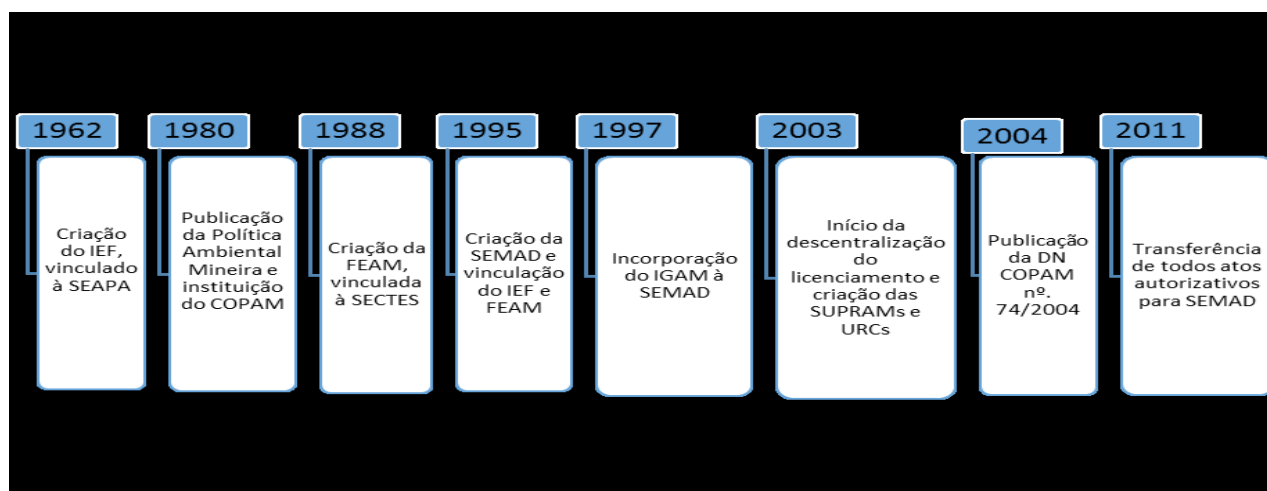 1962
Criação
do IEF,
vinculado
à SEAPA
1980
Publicação
da Política
Ambiental
Mineira e
instituição
do COPAM
1988
Criação da
FEAM,
vinculada
à SECTES
1995
Criação da
SEMAD e
vinculação
do IEF e
FEAM
1997
Incorporação
do IGAM à
SEMAD
2003
Início da
descentralização
do
licenciamento e
criação das
SUPRAMs e
URCs
2004
Publicação
da DN
COPAM
nº.
74/2004
2011
Transferência
de todos atos
autorizativos
para SEMAD